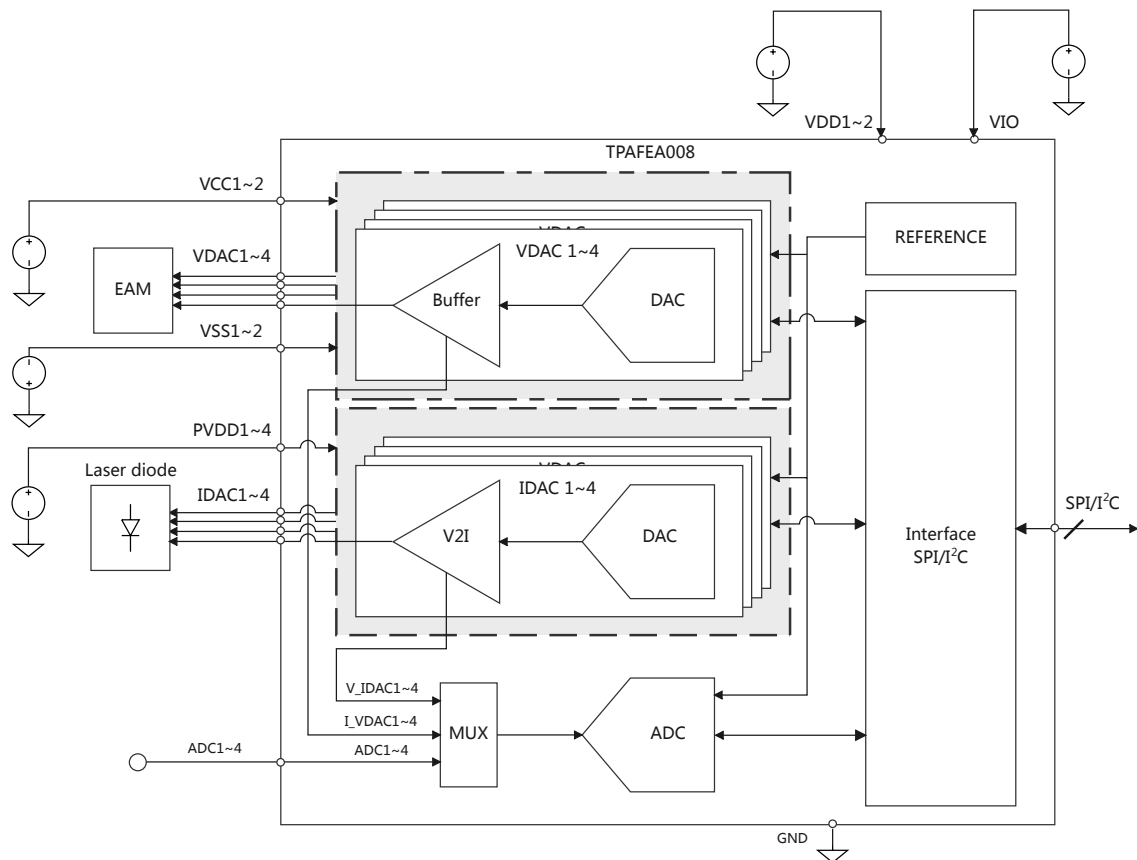 VDD1~2
VIO
TPAFEA008
VCC1~2
VDAC
VDAC 1~4
REFERENCE
VDAC1~4
EAM
Buffer
DAC
VSS1~2
PVDD1~4
Laser diode
VDAC
IDAC 1~4
IDAC1~4
SPI/I²C
V2I
DAC
Interface
SPI/I²C
V_IDAC1~4
I_VDAC1~4
MUX
ADC
ADC1~4
ADC1~4
GND